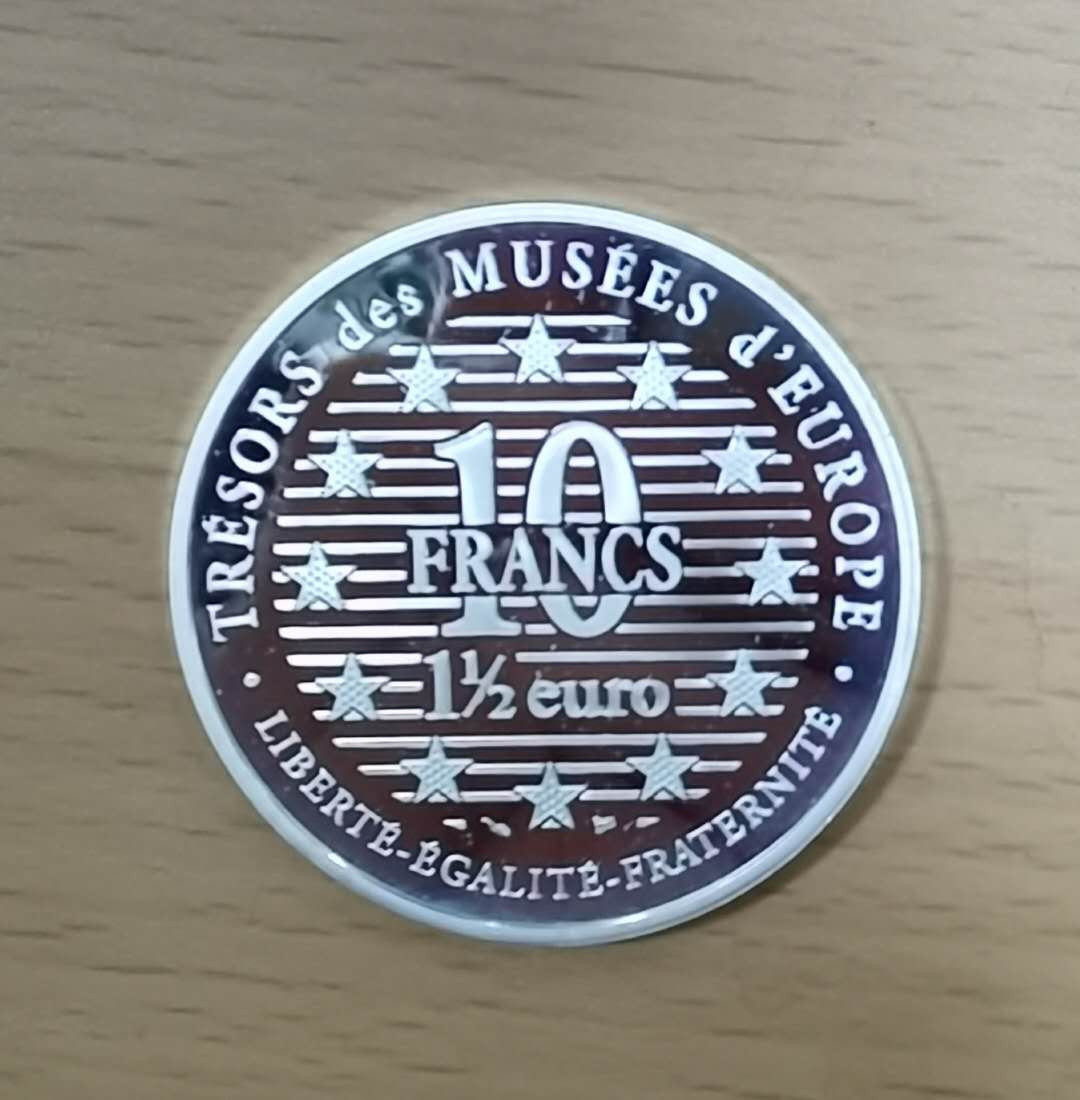 TRÉSORS des MUSÉES d'EUROPE
10
FRANCS
1½ euro
LIBERTÉ-ÉGALITÉ-FRATERNITÉ